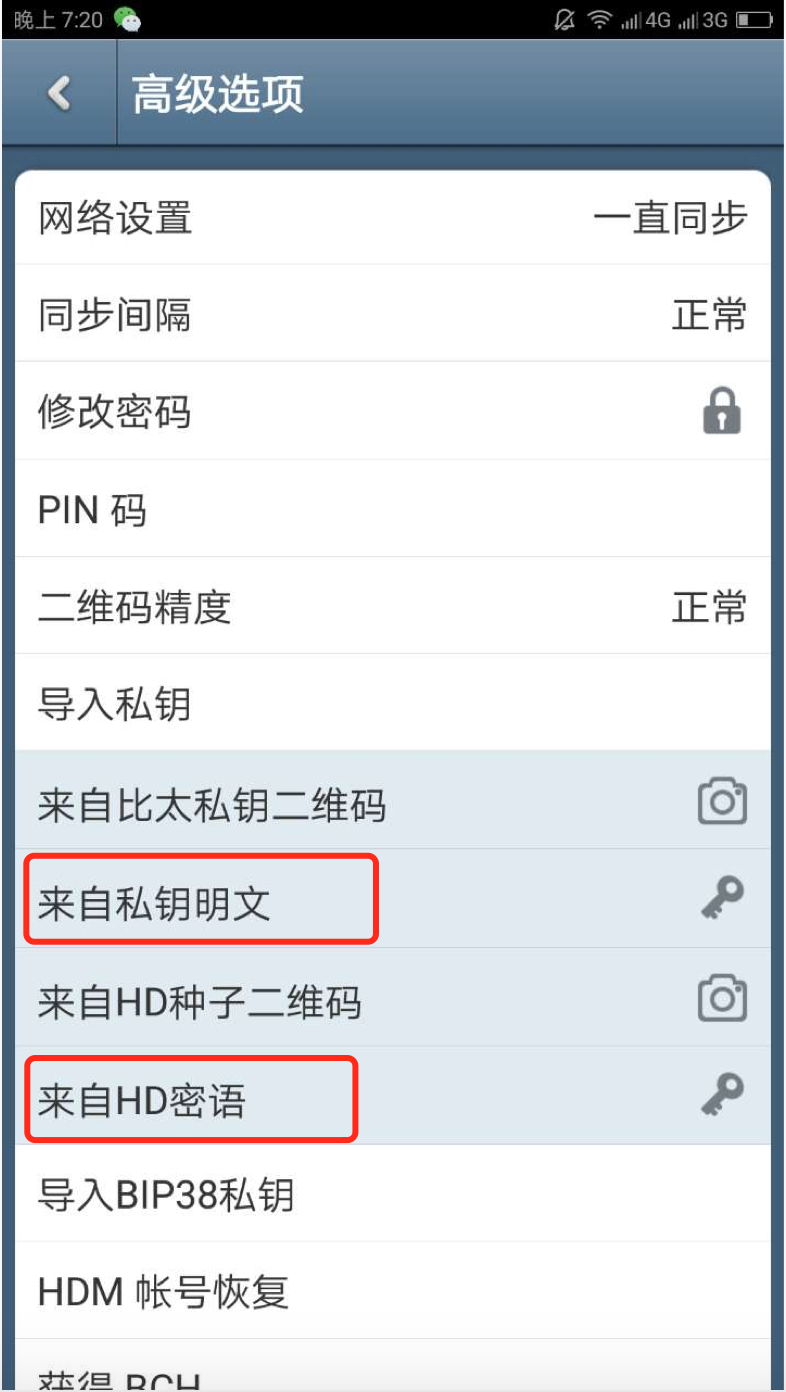 晚上 7:20 4G 3G
高级选项
网络设置 一直同步
同步间隔 正常
修改密码
PIN 码
二维码精度 正常
导入私钥
来自比太私钥二维码
来自私钥明文
来自HD种子二维码
来自HD密语
导入BIP38私钥
HDM 帐号恢复
获得 BCH